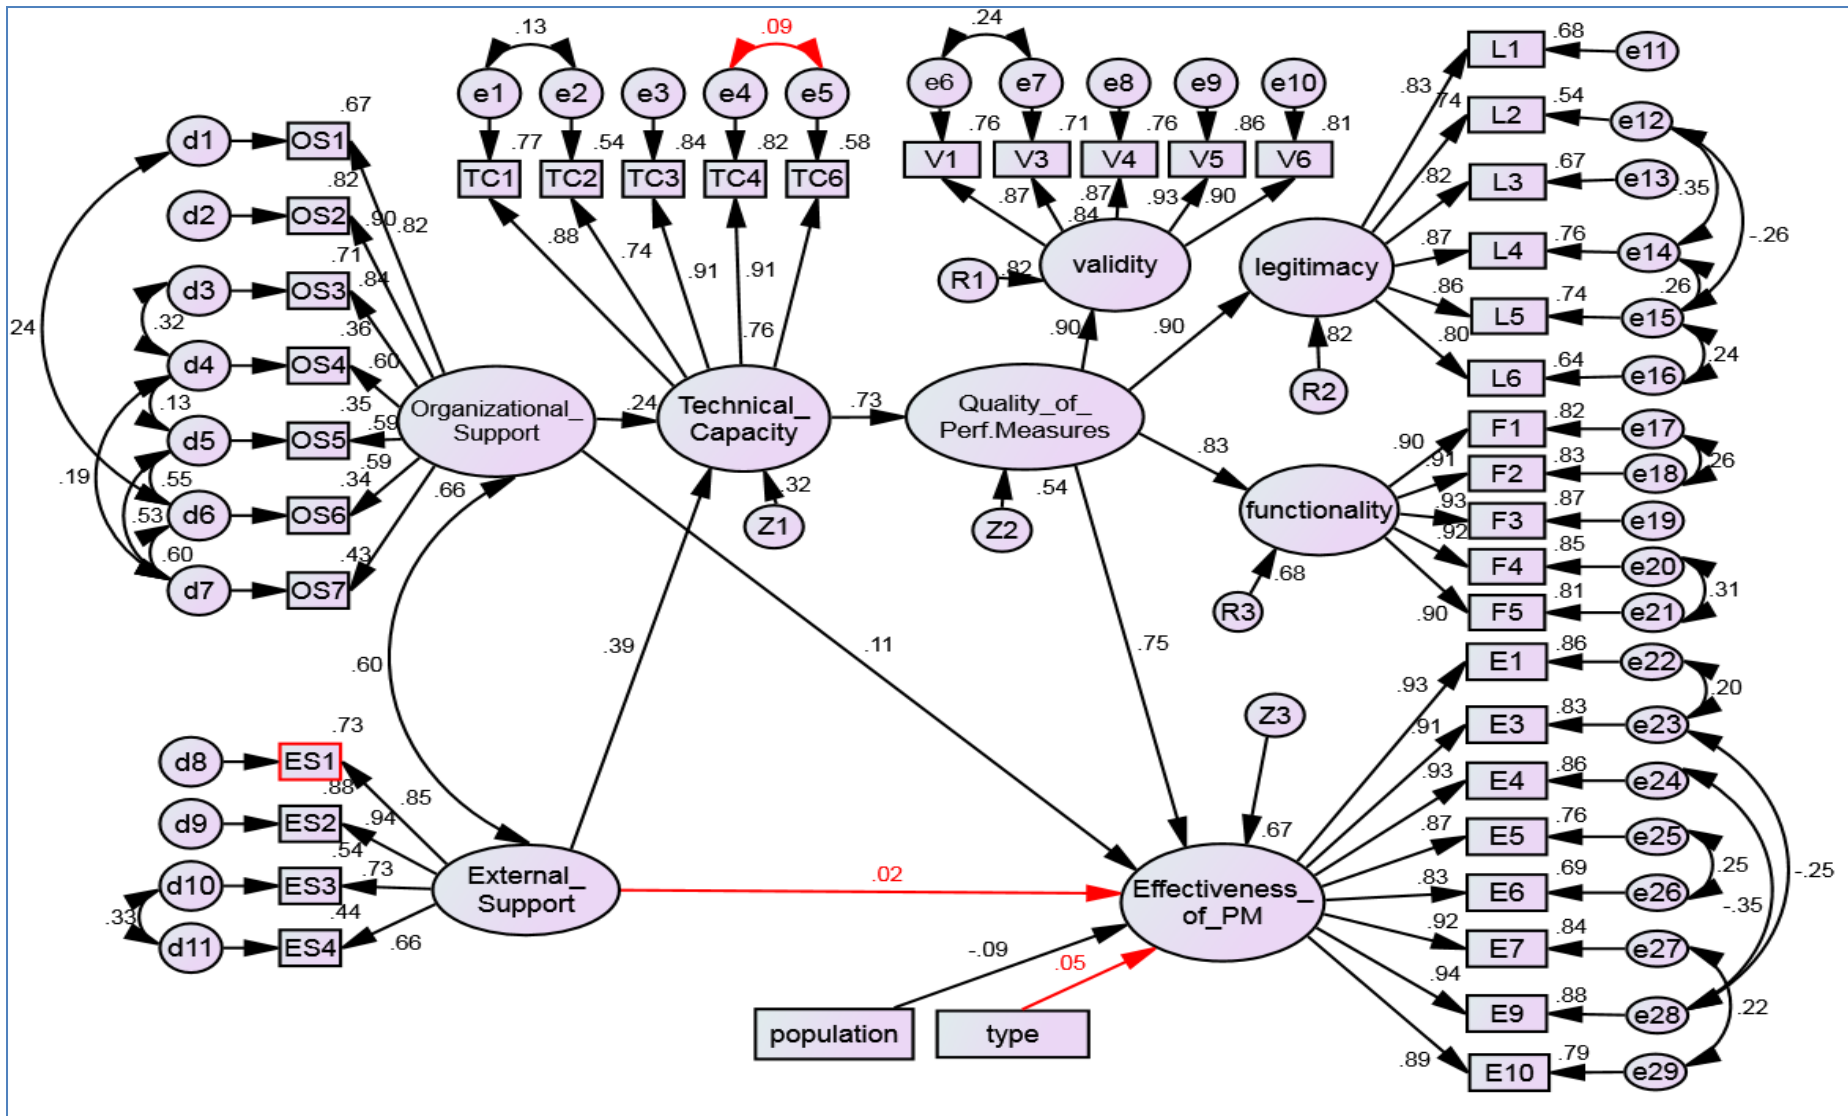 .13
.09
.24
e1
e2
e3
e4
e5
e6
e7
e8
e9
e10
.77
.54
.84
.82
.58
.76
.71
.76
.86
.81
TC1
TC2
TC3
TC4
TC6
V1
V3
V4
V5
V6
.88
.74
.91
.91
.76
.87
.87
.84
.93
.90
d1
OS1
.67
d2
OS2
.82
.90
.82
d3
OS3
.71
.84
d4
OS4
.36
.60
d5
OS5
.35
.59
d6
OS6
.59
.34
d7
OS7
.43
24
.32
.13
.19
.55
.53
.60
Organizational_
Support
.66
.24
Technical_
Capacity
.32
Z1
.73
Quality_of_
Perf.Measures
.54
Z2
R1
.82
validity
.90
.90
legitimacy
82
R2
.83
functionality
.68
R3
.83
74
.82
.87
.86
.80
L1
.68
e11
L2
.54
e12
L3
.67
e13
L4
.76
e14
L5
.74
e15
L6
.64
e16
-.35
-.26
.26
.24
.90
.91
.93
.92
.90
F1
.82
e17
F2
.83
e18
F3
.87
e19
F4
.85
e20
F5
.81
e21
26
.31
.60
.39
.11
.75
d8
ES1
.73
d9
ES2
.88
.85
d10
ES3
.54
.94
.73
d11
ES4
.44
.66
.33
External_
Support
.02
Z3
.67
Effectiveness_
of_PM
-.09
.05
population
type
.93
.91
.93
.87
.83
.92
.94
.89
E1
.86
e22
E3
.83
e23
E4
.86
e24
E5
.76
e25
E6
.69
e26
E7
.84
e27
E9
.88
e28
E10
.79
e29
.20
.25
-.35
-.25
.22